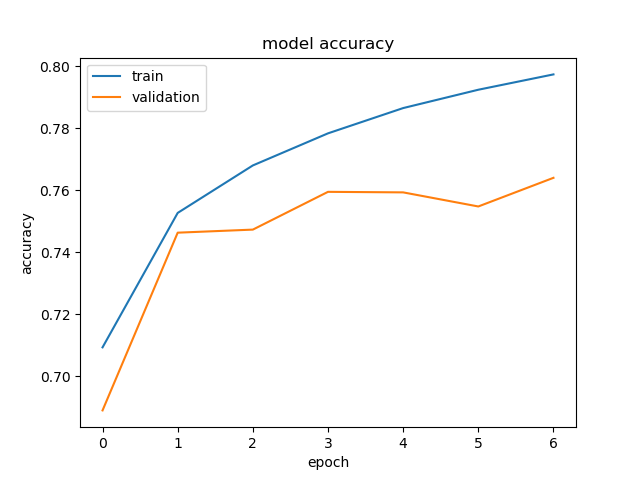 model accuracy
train
validation
accuracy
0.80
0.78
0.76
0.74
0.72
0.70
0 1 2 3 4 5 6
epoch